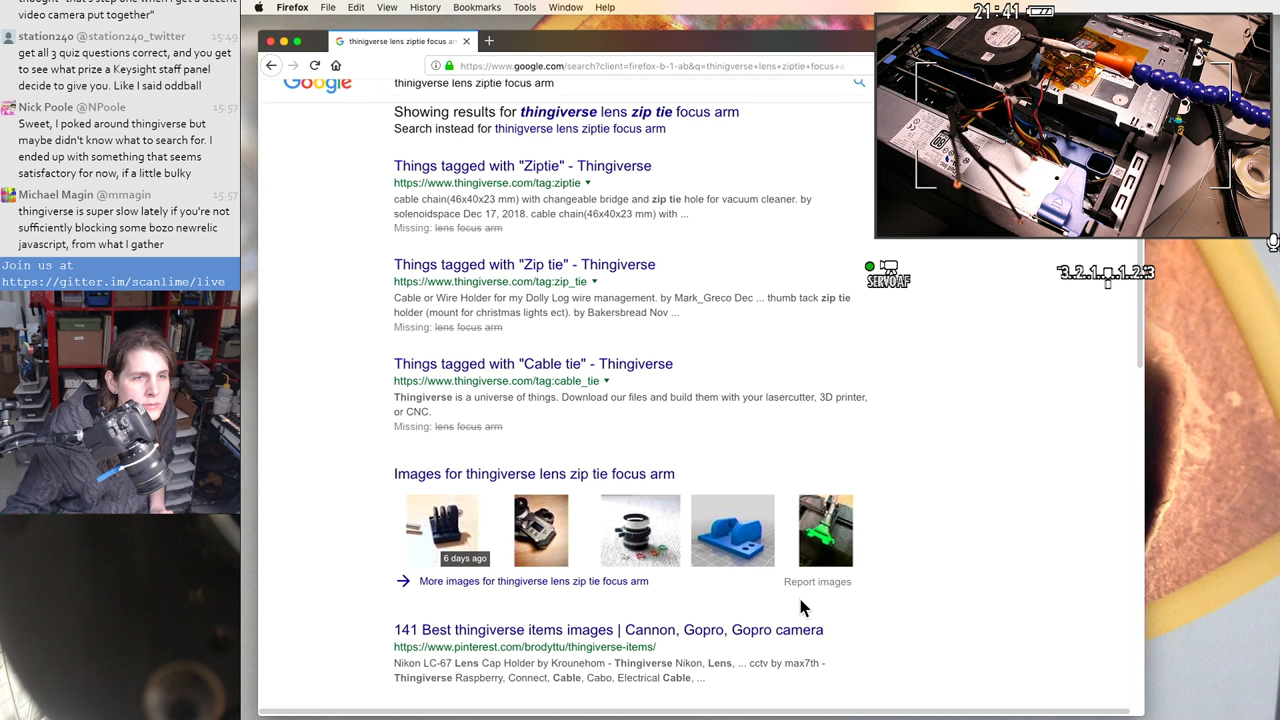 thought "that's step one when I get a decent
video camera put together"
station240 @station240_twitter 15:49
get all 3 quiz answers correct, and you get
to see what prize a Keysight staff panel
decide to give you. Like I said oddball
Nick Poole @NPoole 15:57
Sweet, I poked around thingiverse but
maybe didn't know what to search for. I
ended up with something that seems
satisfactory for now, if a little bulky
Michael Magin @mmagin 15:57
thingiverse is super slow lately if you're not
sufficiently blocking some bozo newrelic
javascript, from what I gather
Join us at
https://gitter.im/scanlime/live
Firefox File Edit View History Bookmarks Tools Window Help
thinigverse lens ziptie focus arm
https://www.google.com/search?client=firefox-b-1-ab&q=thinigverse+lens+ziptie+focus+a
Google
thinigverse lens ziptie focus arm
Showing results for thingiverse lens zip tie focus arm
Search instead for thinigverse lens ziptie focus arm
Things tagged with "Ziptie" - Thingiverse
https://www.thingiverse.com/tag:ziptie
cable chain(46x40x23 mm) with changeable bridge and zip tie hole for vacuum cleaner. by
solenoidspace Dec 17, 2018. cable chain(46x40x23 mm) with ...
Missing: lens focus arm
Things tagged with "Zip tie" - Thingiverse
https://www.thingiverse.com/tag:zip_tie
Cable or Wire Holder for my Dolly Log wire management. by Mark_Greco Dec ... thumb tack zip tie
holder (mount for christmas lights ect). by Bakersbread Nov ...
Missing: lens focus arm
Things tagged with "Cable tie" - Thingiverse
https://www.thingiverse.com/tag:cable_tie
Thingiverse is a universe of things. Download our files and build them with your lasercutter, 3D printer,
or CNC.
Missing: lens focus arm
Images for thingiverse lens zip tie focus arm
6 days ago
More images for thingiverse lens zip tie focus arm
Report images
141 Best thingiverse items images | Cannon, Gopro, Gopro camera
https://www.pinterest.com/brodyttu/thingiverse-items/
Nikon LC-67 Lens Cap Holder by Krounehom - Thingiverse Nikon, Lens, ... cctv by max7th -
Thingiverse Raspberry, Connect, Cable, Cabo, Electrical Cable, ...
21:41
SERVOAF
3..2..1..0..1..2..3